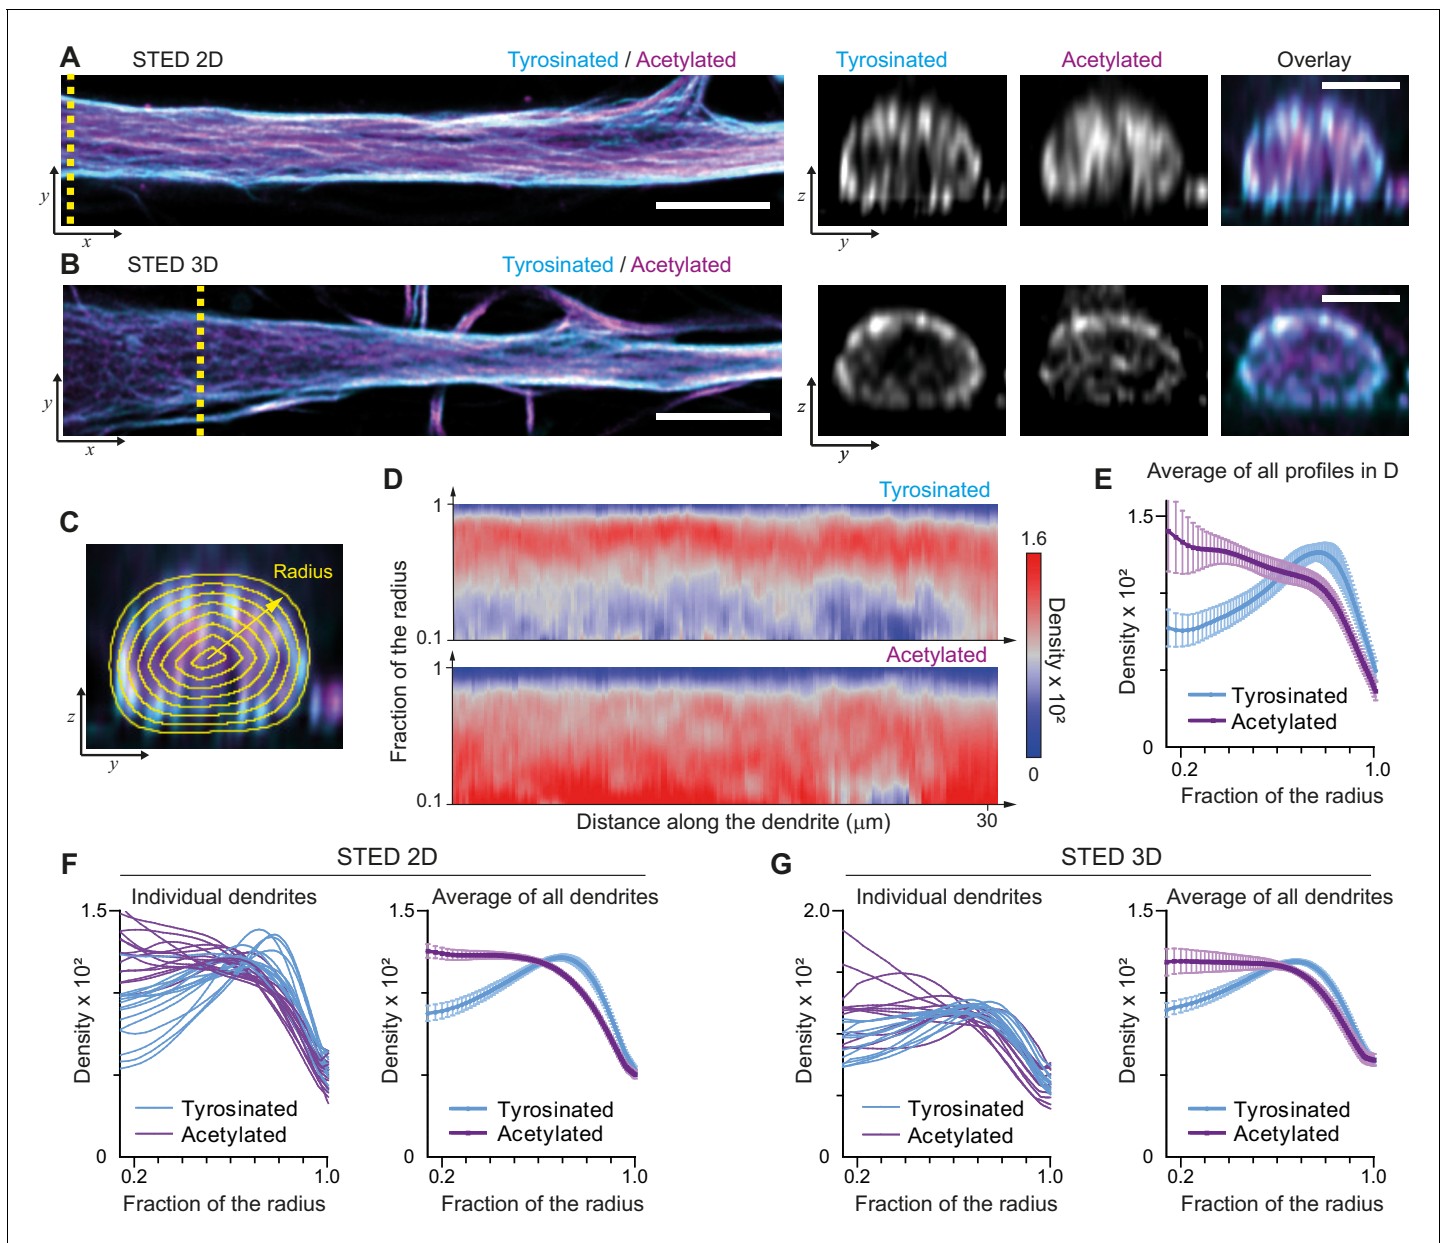 A STED 2D Tyrosinated / Acetylated Tyrosinated Acetylated Overlay
y
x
z
y
B STED 3D Tyrosinated / Acetylated
y
x
z
y
C
Radius
z
y
D
Tyrosinated
1
0.1
Acetylated
1
0.1
Fraction of the radius
Distance along the dendrite (μm)
30
1.6
Density x 10²
0
E Average of all profiles in D
1.5
Density x 10²
Tyrosinated
Acetylated
0
0.2 1.0
Fraction of the radius
F STED 2D
Individual dendrites
1.5
Density x 10²
Tyrosinated
Acetylated
0
0.2 1.0
Fraction of the radius
Average of all dendrites
1.5
Density x 10²
Tyrosinated
Acetylated
0
0.2 1.0
Fraction of the radius
G STED 3D
Individual dendrites
2.0
Density x 10²
Tyrosinated
Acetylated
0
0.2 1.0
Fraction of the radius
Average of all dendrites
1.5
Density x 10²
Tyrosinated
Acetylated
0
0.2 1.0
Fraction of the radius